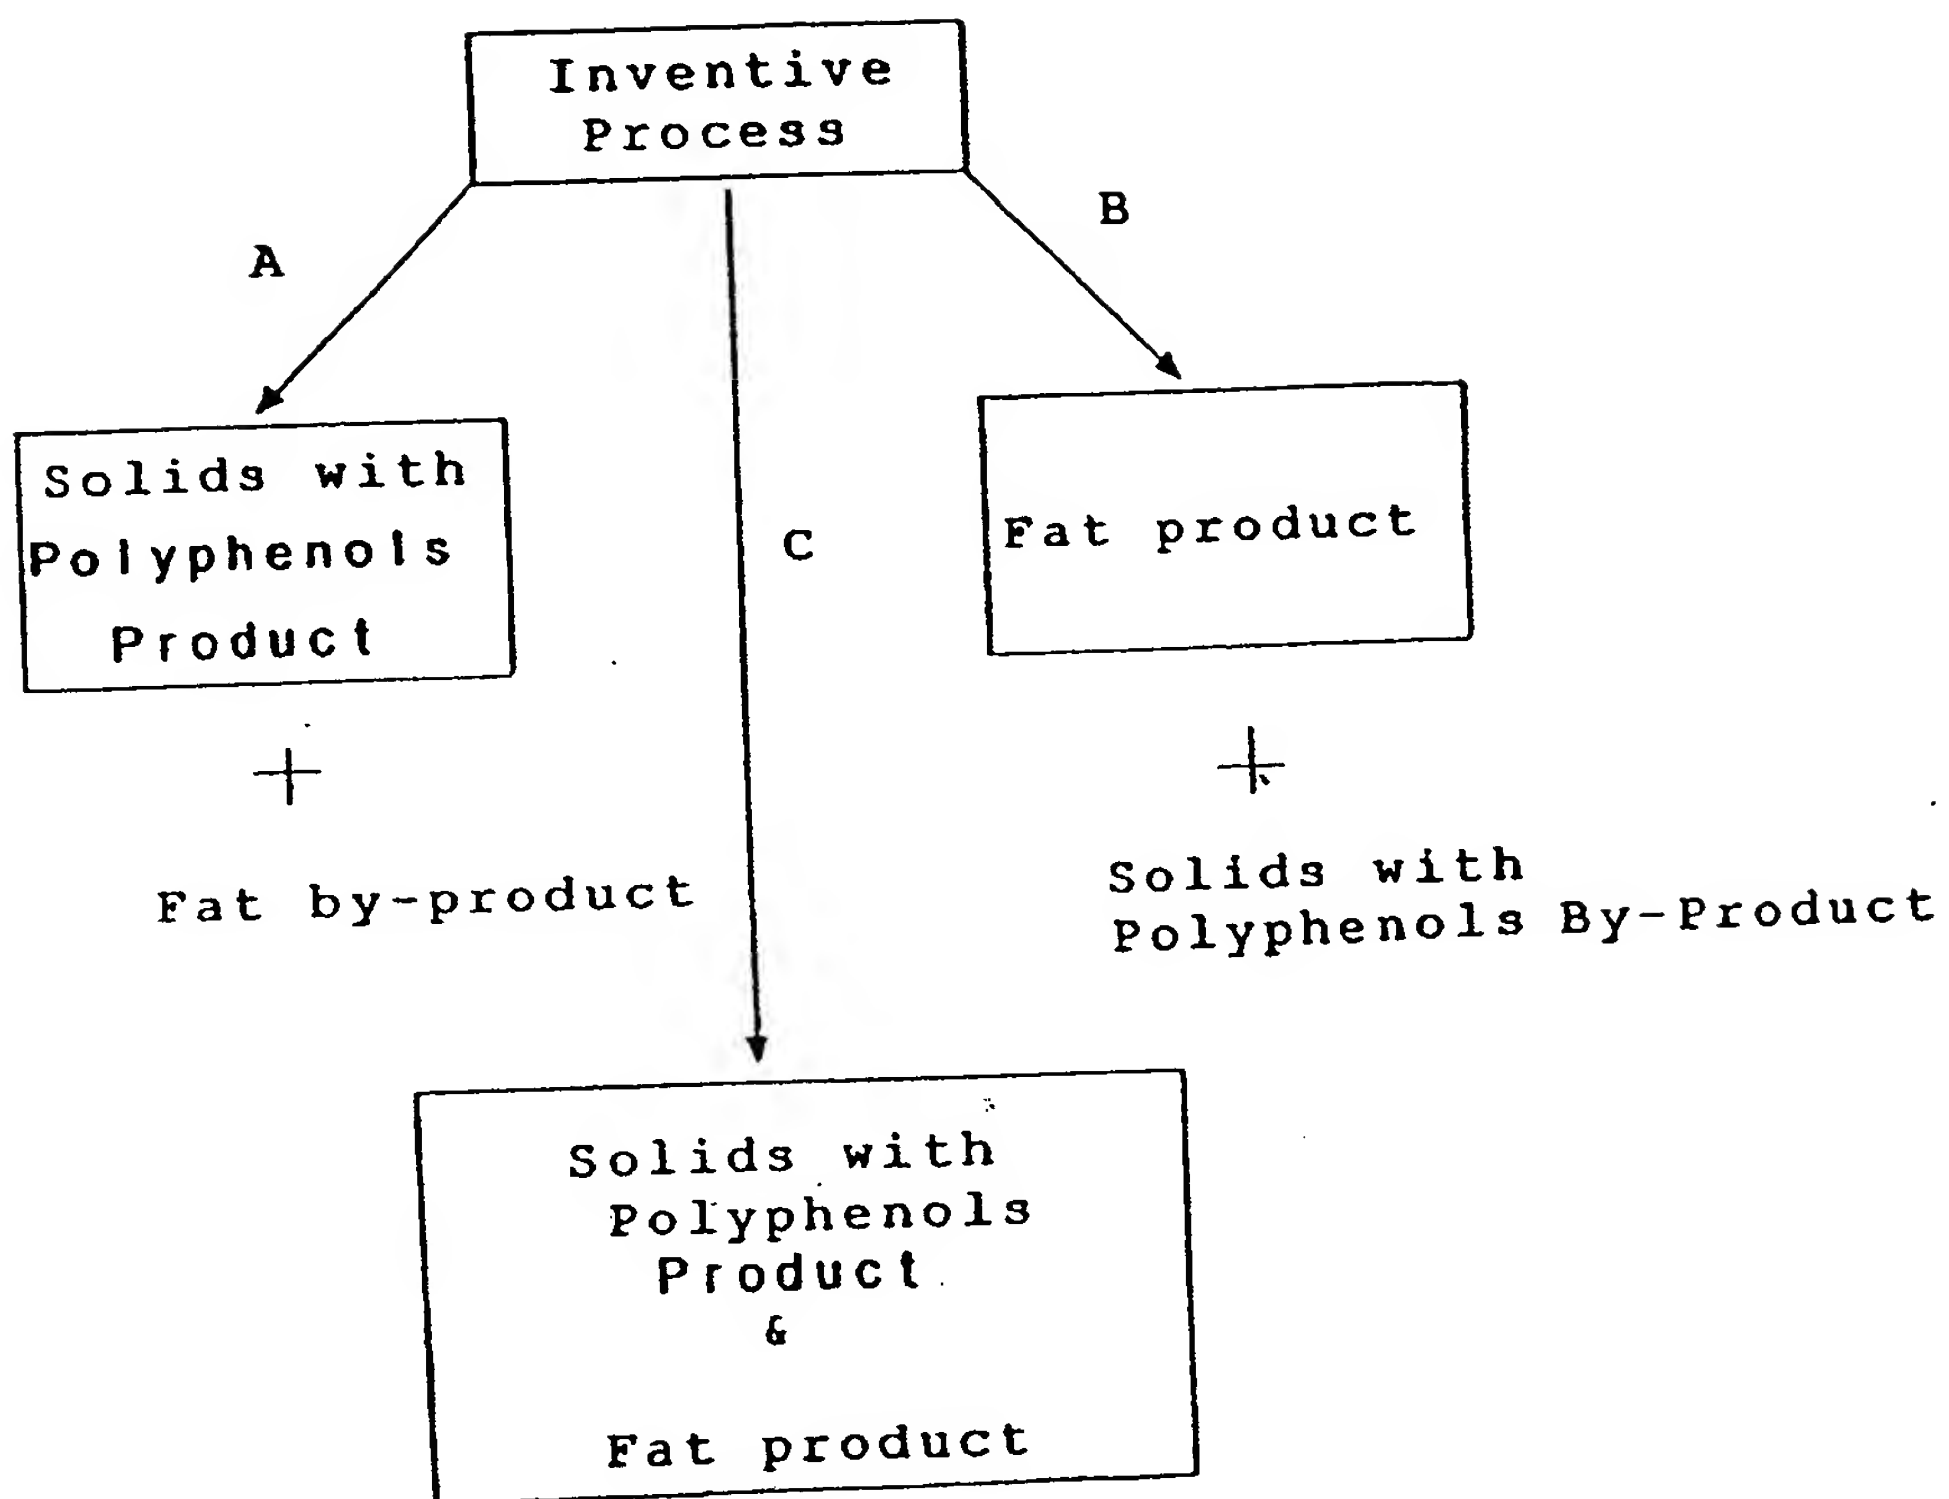 Inventive
Process
A
B
Solids with
Polyphenols
Product
C
Fat product
+
+
Fat by-product
Solids with
Polyphenols By-Product
Solids with
Polyphenols
Product
&
Fat product